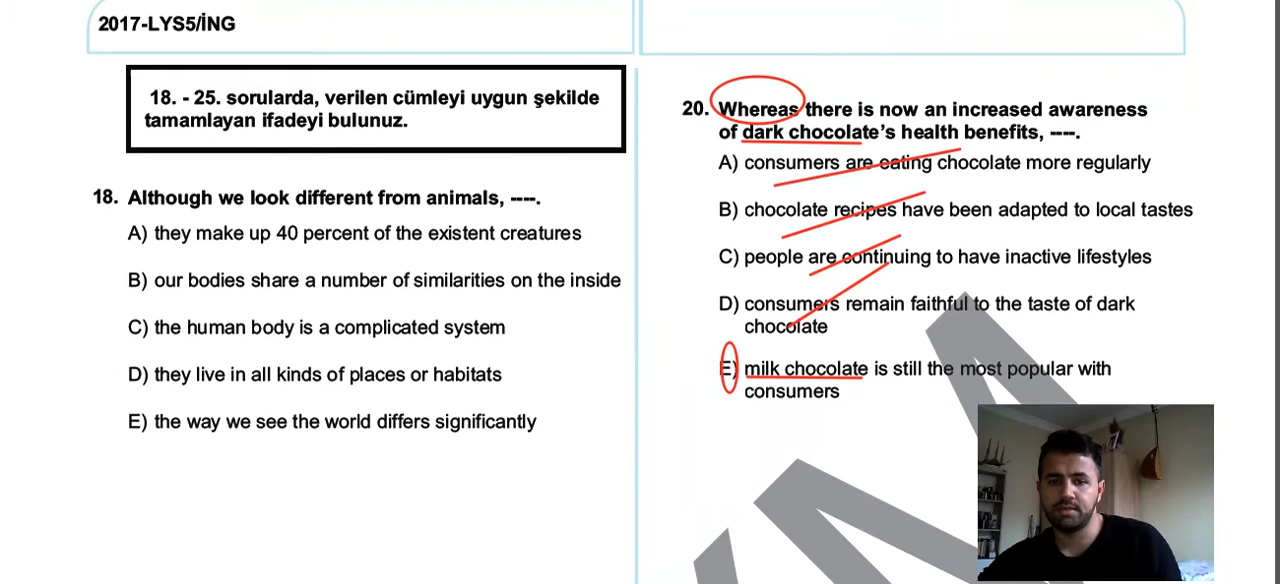 2017-LYS5/İNG
18. - 25. sorularda, verilen cümleyi uygun şekilde
tamamlayan ifadeyi bulunuz.
18. Although we look different from animals, ----.
A) they make up 40 percent of the existent creatures
B) our bodies share a number of similarities on the inside
C) the human body is a complicated system
D) they live in all kinds of places or habitats
E) the way we see the world differs significantly
20. Whereas there is now an increased awareness
of dark chocolate’s health benefits, ----.
A) consumers are eating chocolate more regularly
B) chocolate recipes have been adapted to local tastes
C) people are continuing to have inactive lifestyles
D) consumers remain faithful to the taste of dark
chocolate
E) milk chocolate is still the most popular with
consumers